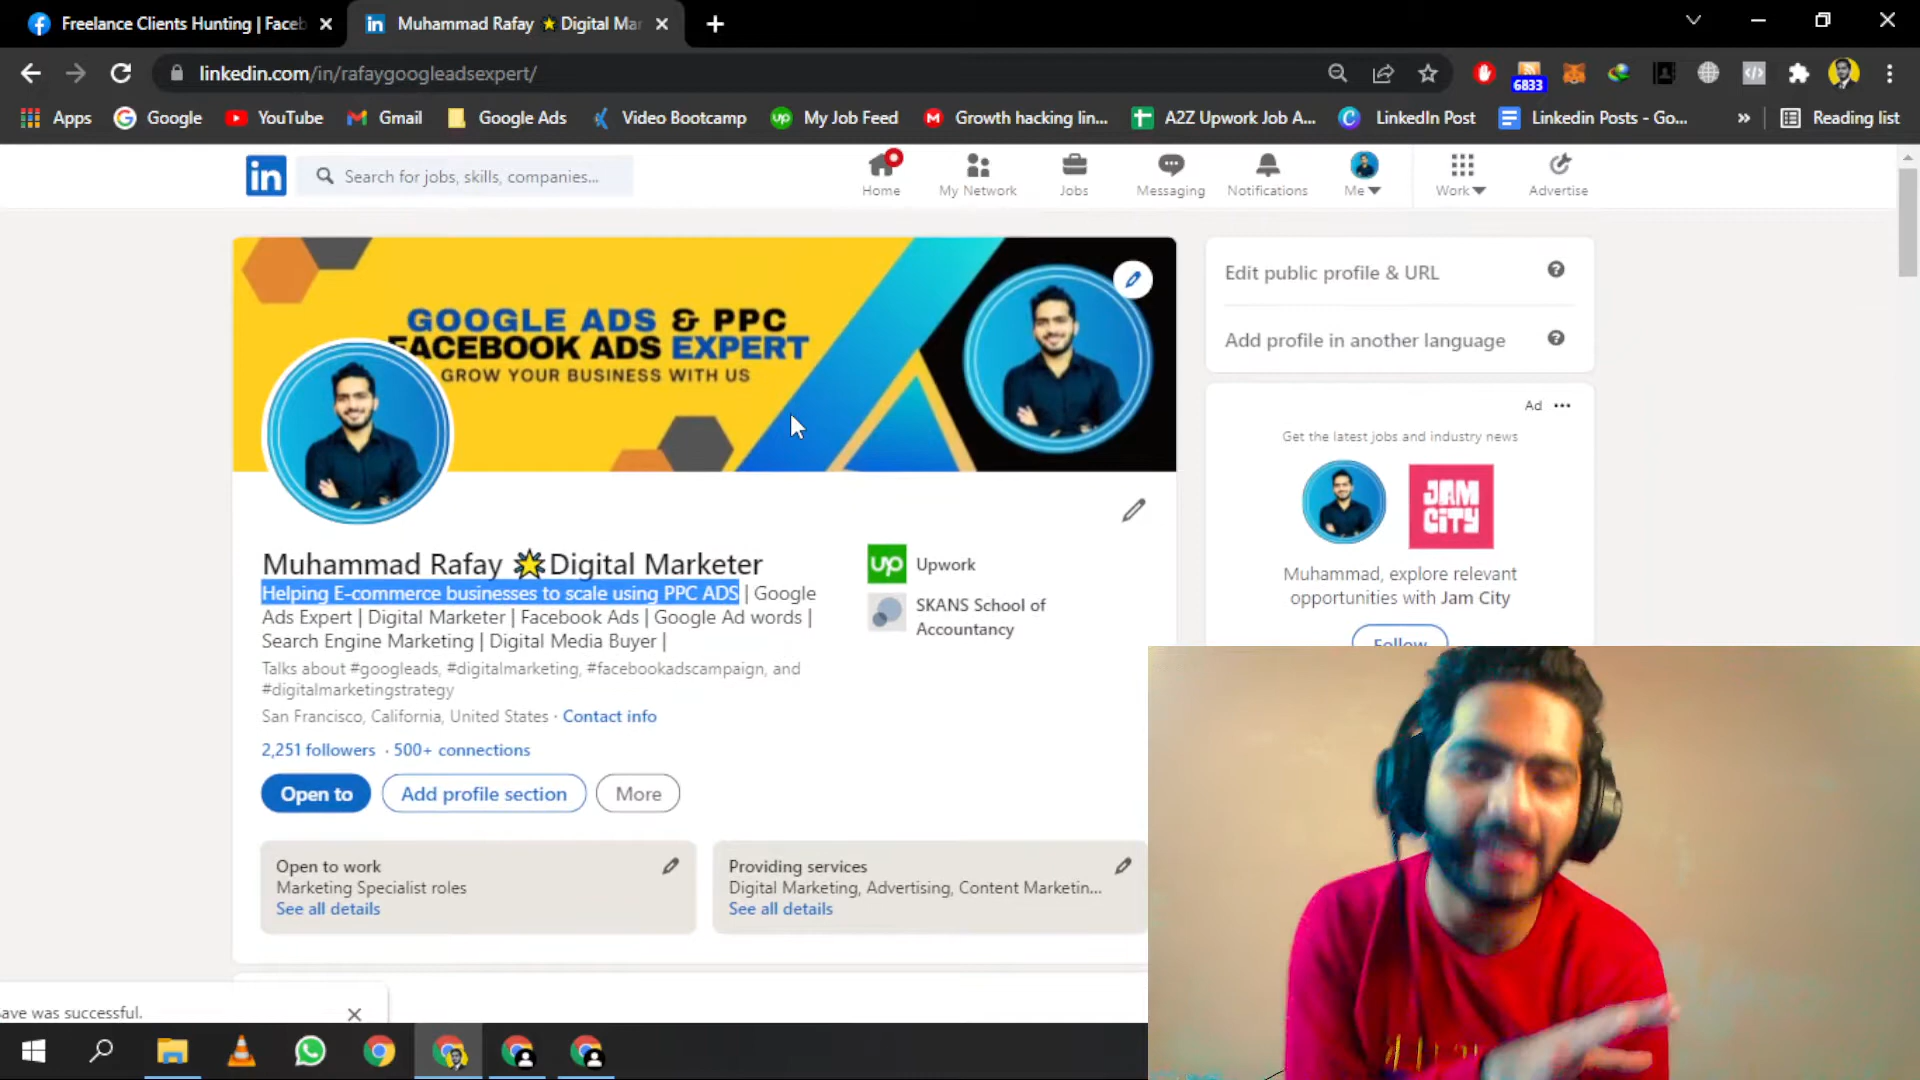 Freelance Clients Hunting | Faceb
Muhammad Rafay 🌟Digital Mar
linkedin.com/in/rafaygoogleadsexpert/
6833
Apps
Google
YouTube
Gmail
Google Ads
Video Bootcamp
up My Job Feed
Growth hacking lin...
A2Z Upwork Job A...
LinkedIn Post
Linkedin Posts - Go...
»
Reading list
in
Search for jobs, skills, companies...
Home
My Network
Jobs
Messaging
Notifications
Me
Work
Advertise
GOOGLE ADS & PPC
FACEBOOK ADS EXPERT
GROW YOUR BUSINESS WITH US
Edit public profile & URL
Add profile in another language
Ad ...
Get the latest jobs and industry news
JAM
CITY
Muhammad, explore relevant
opportunities with Jam City
Follow
Muhammad Rafay 🌟Digital Marketer
Helping E-commerce businesses to scale using PPC ADS | Google
Ads Expert | Digital Marketer | Facebook Ads | Google Ad words |
Search Engine Marketing | Digital Media Buyer |
Talks about #googleads, #digitalmarketing, #facebookadscampaign, and
#digitalmarketingstrategy
San Francisco, California, United States · Contact info
2,251 followers · 500+ connections
up Upwork
SKANS School of
Accountancy
Open to
Add profile section
More
Open to work
Marketing Specialist roles
See all details
Providing services
Digital Marketing, Advertising, Content Marketin...
See all details
ave was successful.